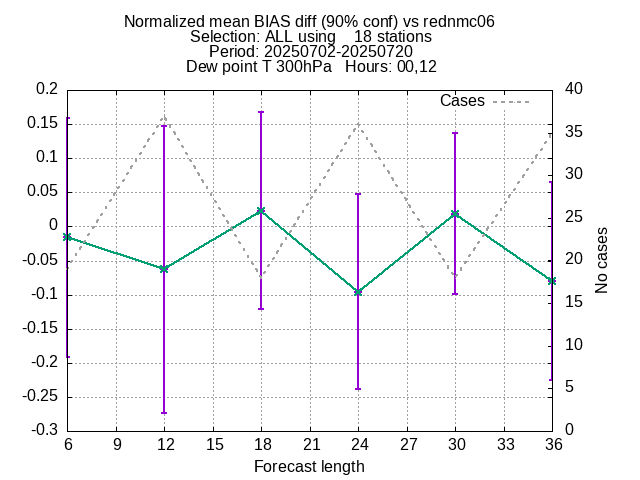 Normalized mean BIAS diff (90% conf) vs rednmc06
Selection: ALL using    18 stations
Period: 20250702-20250720
Dew point T 300hPa   Hours: 00,12
Cases
0.2
0.15
0.1
0.05
0
-0.05
-0.1
-0.15
-0.2
-0.25
-0.3
40
35
30
25
20
15
10
5
0
No cases
6 9 12 15 18 21 24 27 30 33 36
Forecast length